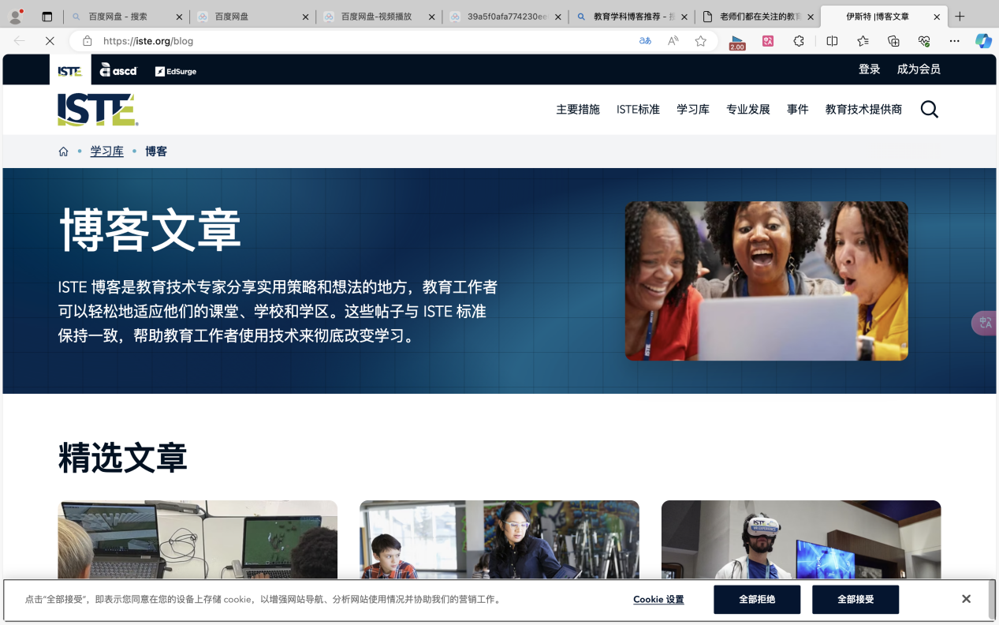 百度网盘 - 搜索
百度网盘
百度网盘-视频播放
39a5f0afa774230ee
教育学科博客推荐 - 搜
老师们都在关注的教育
伊斯特 |博客文章
https://iste.org/blog
2.00
ISTE
ascd
EdSurge
登录
成为会员
ISTE
主要措施
ISTE标准
学习库
专业发展
事件
教育技术提供商
学习库 • 博客
博客文章
ISTE 博客是教育技术专家分享实用策略和想法的地方，教育工作者
可以轻松地适应他们的课堂、学校和学区。这些帖子与 ISTE 标准
保持一致，帮助教育工作者使用技术来彻底改变学习。
精选文章
点击“全部接受”，即表示您同意在您的设备上存储 cookie，以增强网站导航、分析网站使用情况并协助我们的营销工作。
Cookie 设置
全部拒绝
全部接受